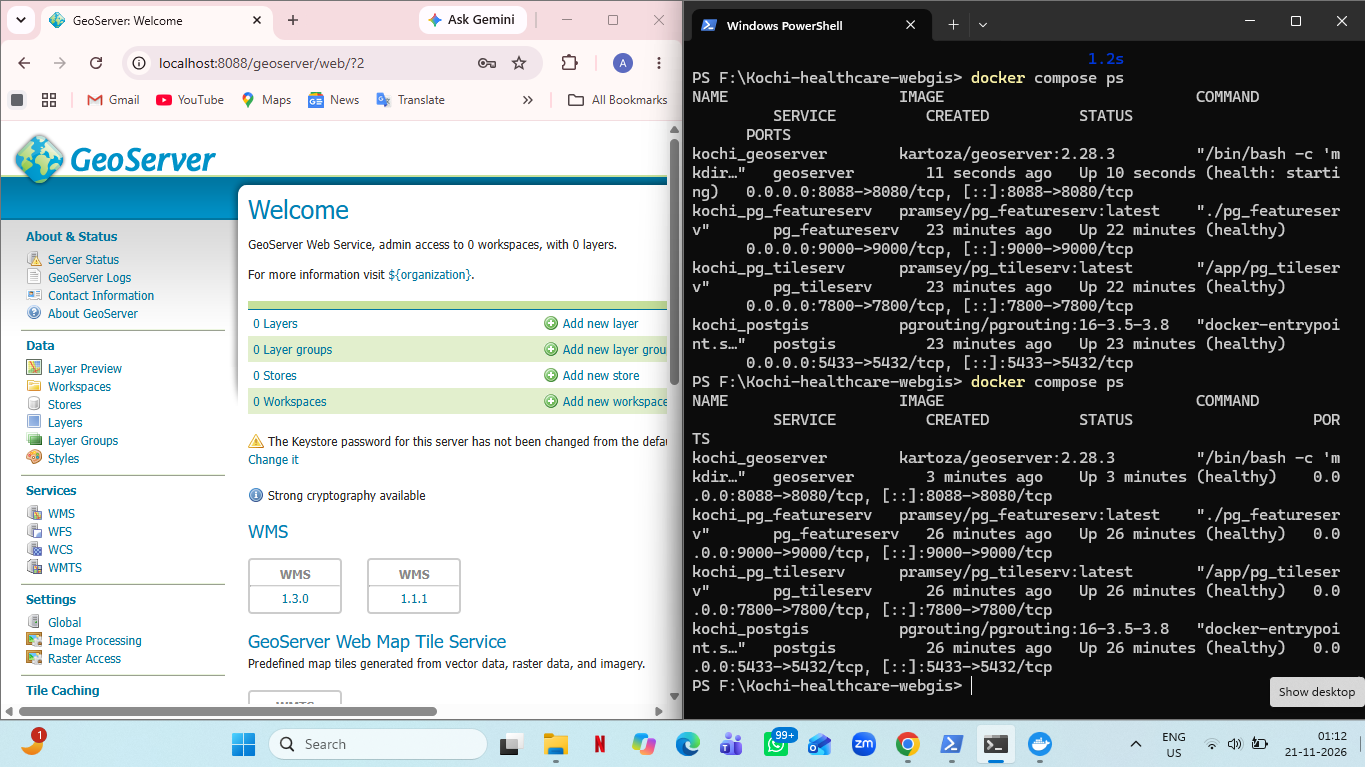 GeoServer: Welcome
Ask Gemini
localhost:8088/geoserver/web/?2
A
Gmail
YouTube
Maps
News
Translate
All Bookmarks
GeoServer
About & Status
Server Status
GeoServer Logs
Contact Information
About GeoServer
Data
Layer Preview
Workspaces
Stores
Layers
Layer Groups
Styles
Services
WMS
WFS
WCS
WMTS
Settings
Global
Image Processing
Raster Access
Tile Caching
Welcome
GeoServer Web Service, admin access to 0 workspaces, with 0 layers.
For more information visit ${organization}.
0 Layers Add new layer
0 Layer groups Add new layer grou
0 Stores Add new store
0 Workspaces Add new workspace
The Keystore password for this server has not been changed from the defau
Change it
Strong cryptography available
WMS
WMS WMS
1.3.0 1.1.1
GeoServer Web Map Tile Service
Predefined map tiles generated from vector data, raster data, and imagery.
Windows PowerShell
1.2s
PS F:\Kochi-healthcare-webgis> docker compose ps
NAME IMAGE COMMAND
SERVICE CREATED STATUS
PORTS
kochi_geoserver kartoza/geoserver:2.28.3 "/bin/bash -c 'm
kdir…" geoserver 11 seconds ago Up 10 seconds (health: starti
ng) 0.0.0.0:8088->8080/tcp, [::]:8088->8080/tcp
kochi_pg_featureserv pramsey/pg_featureserv:latest "./pg_featureser
v" pg_featureserv 23 minutes ago Up 22 minutes (healthy)
0.0.0.0:9000->9000/tcp, [::]:9000->9000/tcp
kochi_pg_tileserv pramsey/pg_tileserv:latest "/app/pg_tileser
v" pg_tileserv 23 minutes ago Up 22 minutes (healthy)
0.0.0.0:7800->7800/tcp, [::]:7800->7800/tcp
kochi_postgis pgrouting/pgrouting:16-3.5-3.8 "docker-entrypoi
nt.s…" postgis 23 minutes ago Up 23 minutes (healthy)
0.0.0.0:5433->5432/tcp, [::]:5433->5432/tcp
PS F:\Kochi-healthcare-webgis> docker compose ps
NAME IMAGE COMMAND
SERVICE CREATED STATUS POR
TS
kochi_geoserver kartoza/geoserver:2.28.3 "/bin/bash -c 'm
kdir…" geoserver 3 minutes ago Up 3 minutes (healthy) 0.0
.0.0:8088->8080/tcp, [::]:8088->8080/tcp
kochi_pg_featureserv pramsey/pg_featureserv:latest "./pg_featureser
v" pg_featureserv 26 minutes ago Up 26 minutes (healthy) 0.0
.0.0:9000->9000/tcp, [::]:9000->9000/tcp
kochi_pg_tileserv pramsey/pg_tileserv:latest "/app/pg_tileser
v" pg_tileserv 26 minutes ago Up 26 minutes (healthy) 0.0
.0.0:7800->7800/tcp, [::]:7800->7800/tcp
kochi_postgis pgrouting/pgrouting:16-3.5-3.8 "docker-entrypoi
nt.s…" postgis 26 minutes ago Up 26 minutes (healthy) 0.0
.0.0:5433->5432/tcp, [::]:5433->5432/tcp
PS F:\Kochi-healthcare-webgis>
Show desktop
1
Search
99+
zm
ENG
US
01:12
21-11-2026